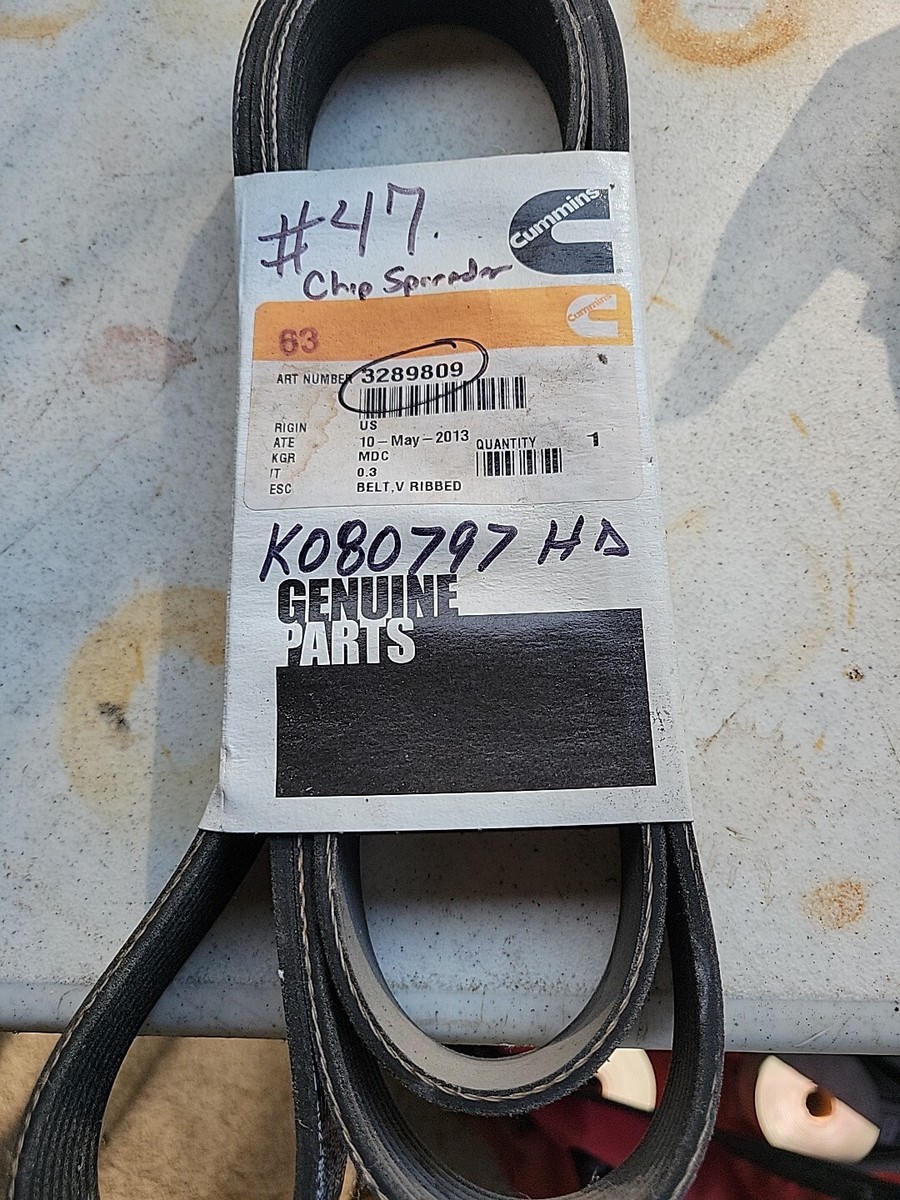 #47.
Cummins
Chip Spreader
Cummins
63
ART NUMBER 3289809
RIGIN US
ATE 10-May-2013 QUANTITY 1
KGR MDC
IT 0.3
ESC BELT,V RIBBED
K080797 HD
GENUINE
PARTS